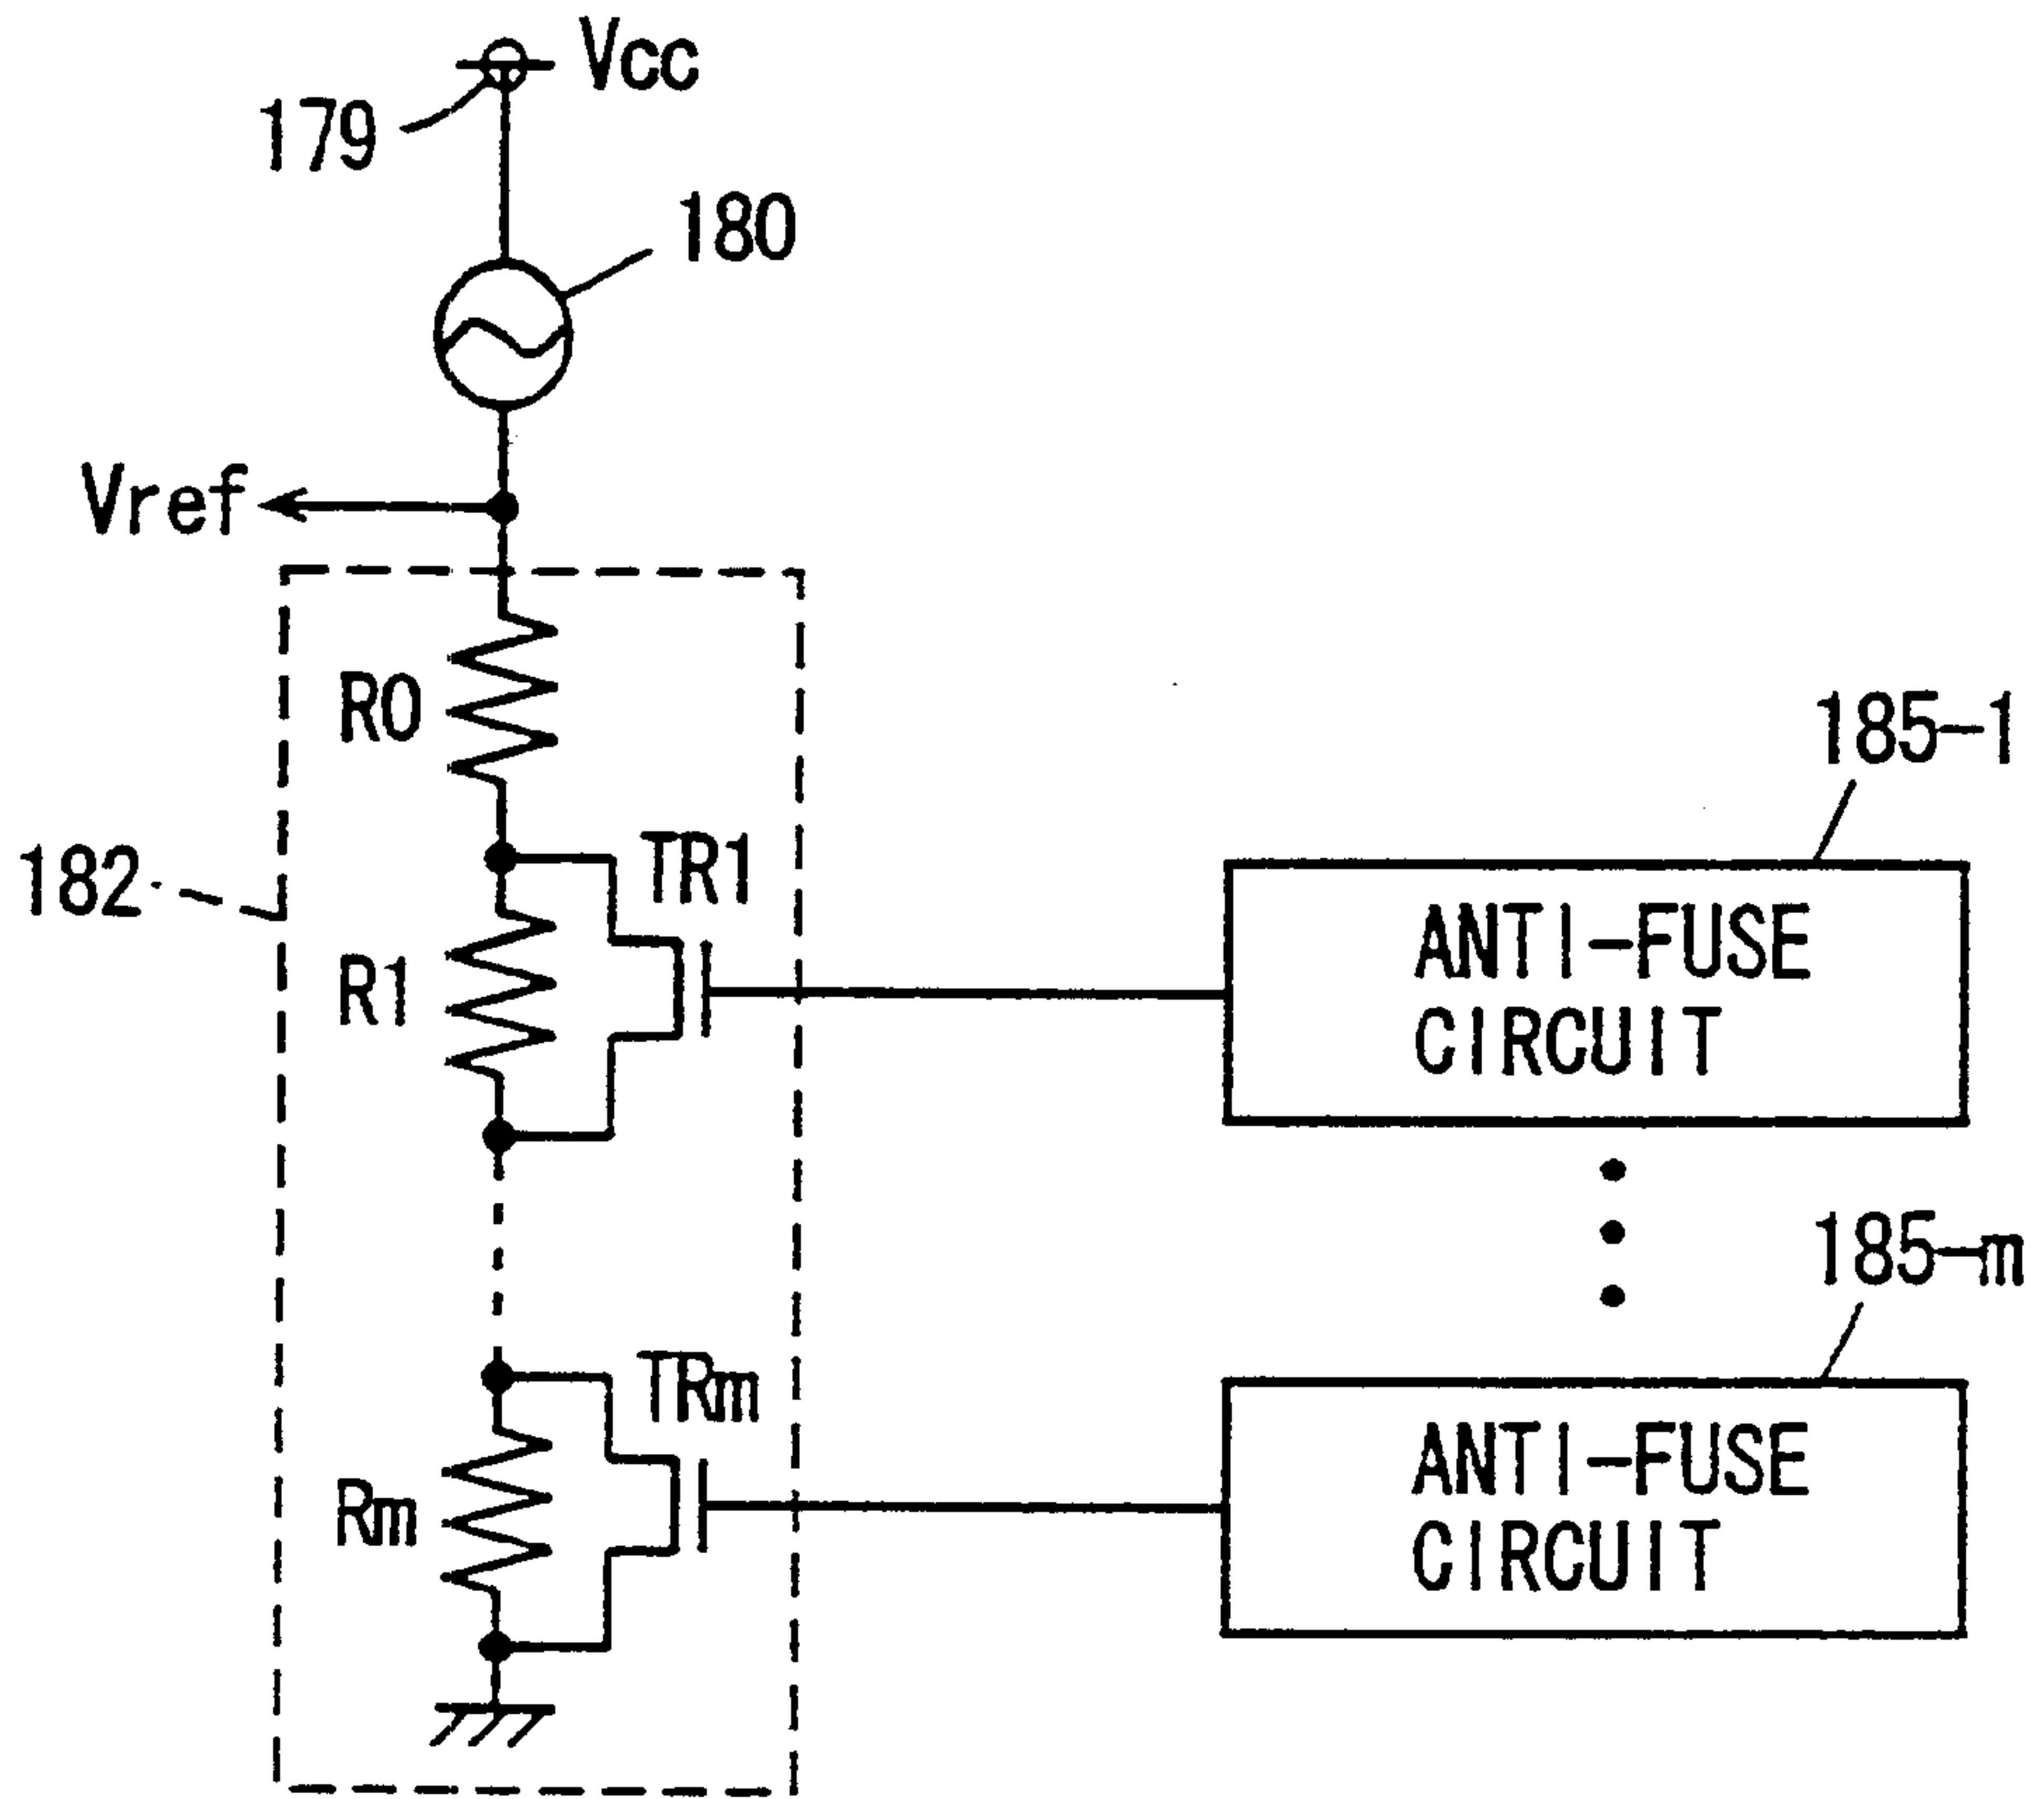 Vcc
179
180
Vref
R0
185-1
182
TR1
R1
ANTI-FUSE
CIRCUIT
185-m
TRm
Rm
ANTI-FUSE
CIRCUIT